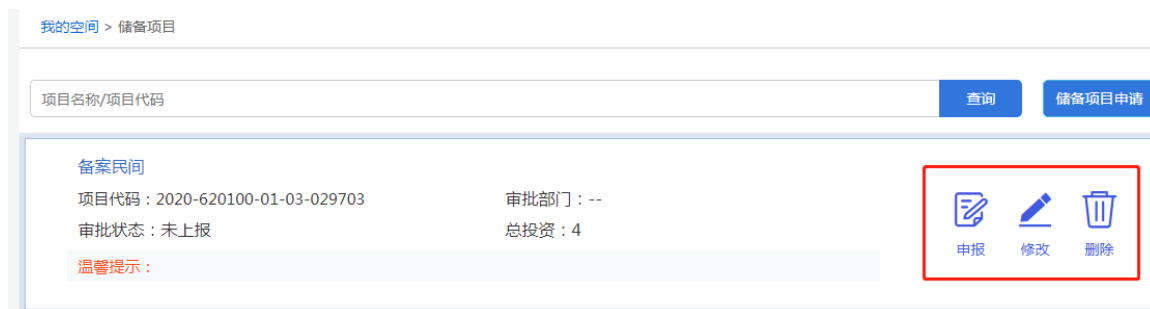 我的空间 > 储备项目
项目名称/项目代码
查询
储备项目申请
备案民间
项目代码：2020-620100-01-03-029703
审批部门：--
审批状态：未上报
总投资：4
温馨提示：
申报
修改
删除